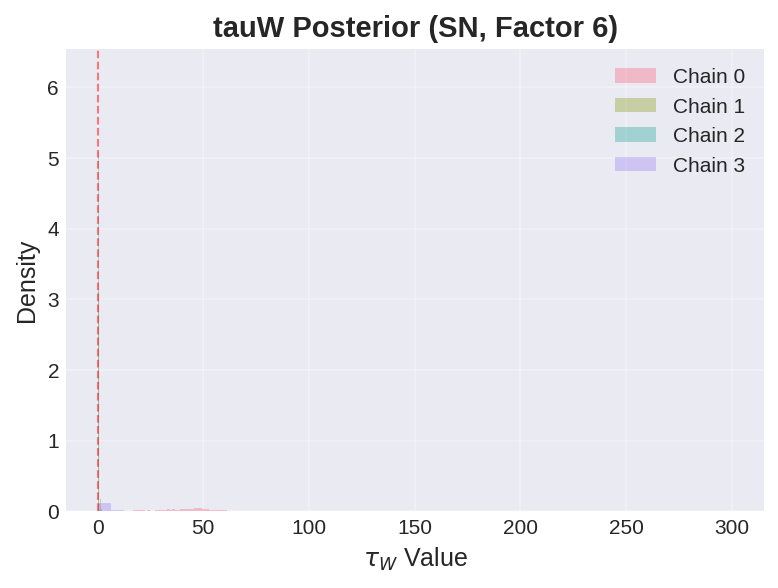 tauW Posterior (SN, Factor 6)
Chain 0
Chain 1
Chain 2
Chain 3
Density
6
5
4
3
2
1
0
0 50 100 150 200 250 300
τ_W Value